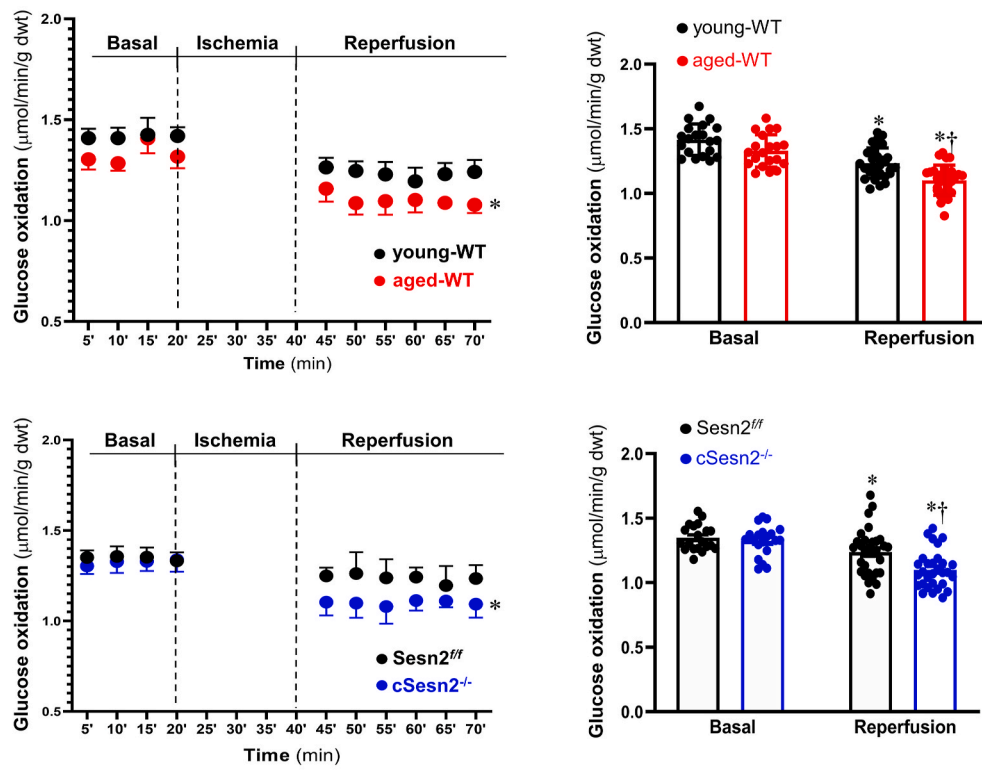 Glucose oxidation (μmol/min/g dwt)
2.0
1.5
1.0
0.5
Basal Ischemia Reperfusion
*
young-WT
aged-WT
5' 10' 15' 20' 25' 30' 35' 40' 45' 50' 55' 60' 65' 70'
Time (min)
young-WT
aged-WT
Glucose oxidation (μmol/min/g dwt)
2.0
1.5
1.0
0.5
0.0
*
*†
Basal Reperfusion
Glucose oxidation (μmol/min/g dwt)
2.0
1.5
1.0
0.5
Basal Ischemia Reperfusion
*
Sesn2f/f
cSesn2-/-
5' 10' 15' 20' 25' 30' 35' 40' 45' 50' 55' 60' 65' 70'
Time (min)
Sesn2f/f
cSesn2-/-
Glucose oxidation (μmol/min/g dwt)
2.0
1.5
1.0
0.5
0.0
*
*†
Basal Reperfusion